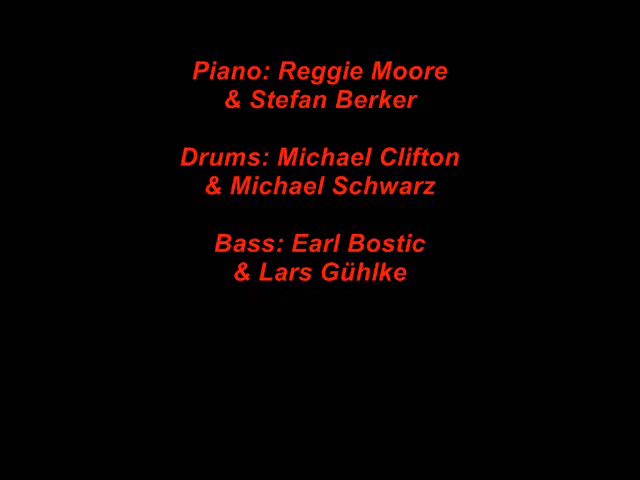 Piano: Reggie Moore
& Stefan Berker
Drums: Michael Clifton
& Michael Schwarz
Bass: Earl Bostic
& Lars Gühlke